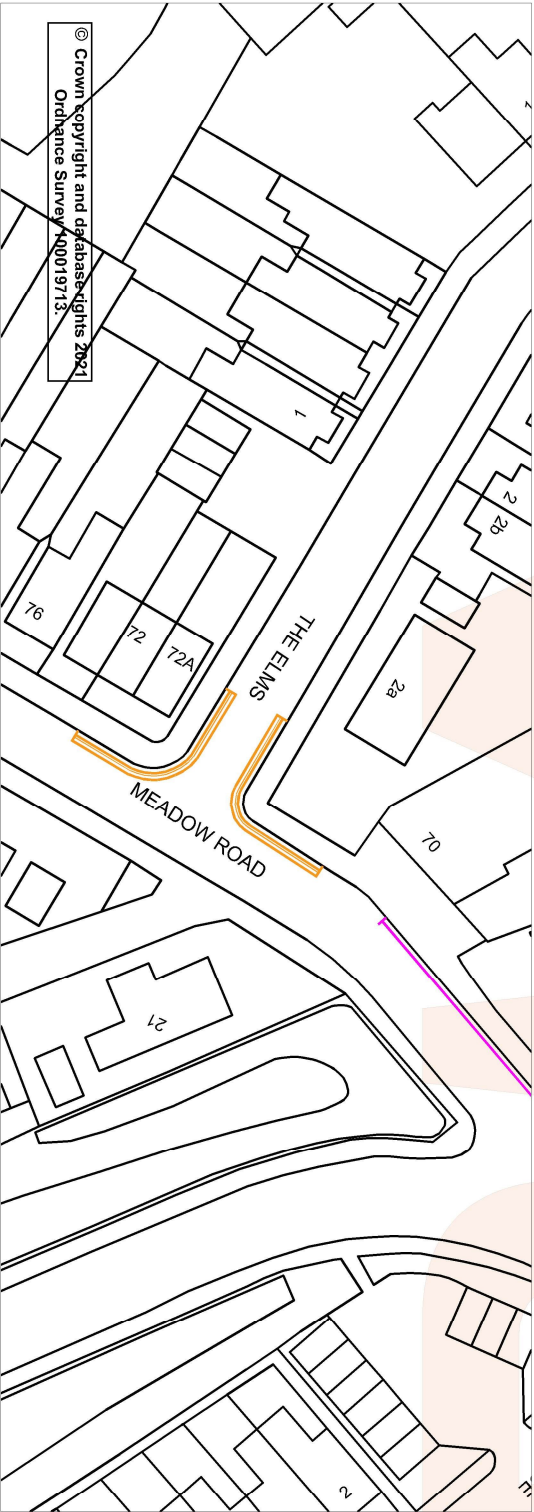 © Crown copyright and database rights 2021
Ordnance Survey 100019713.
1
2
2b
2a
THE ELMS
76
72
72A
MEADOW ROAD
70
21
2